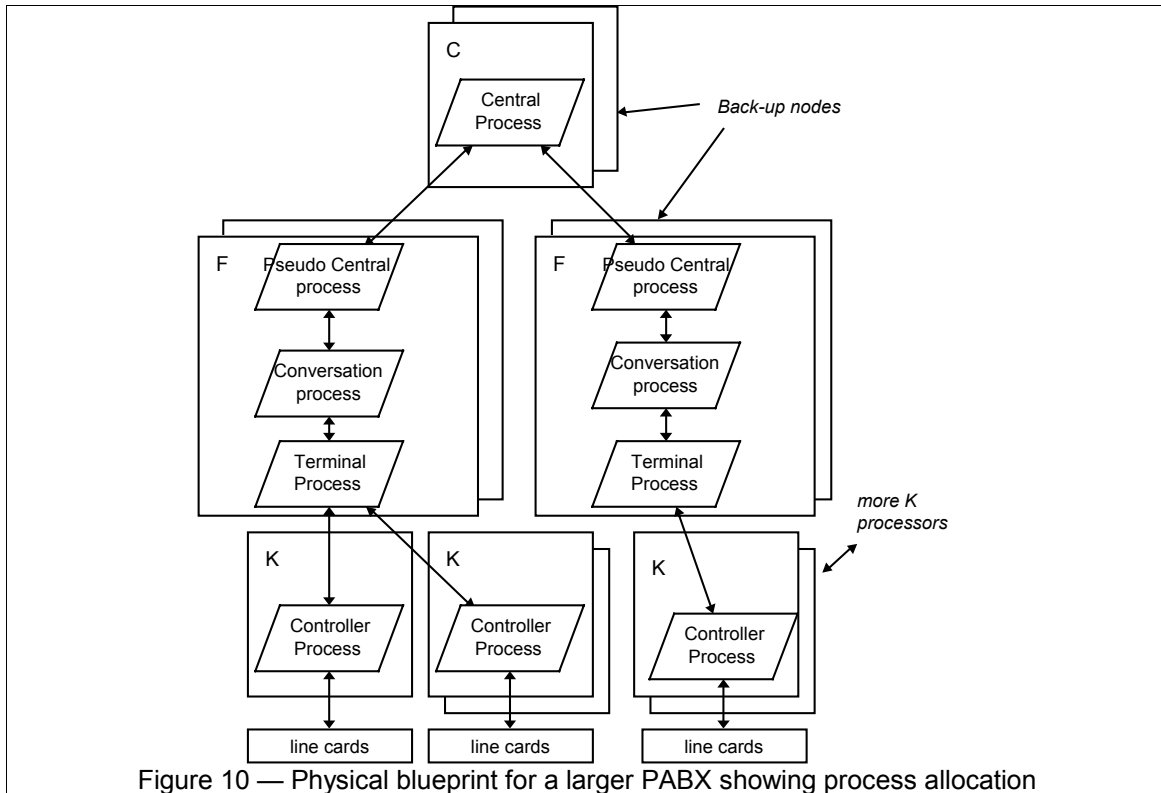 C
Central
Process
Back-up nodes
F
Pseudo Central
process
F
Pseudo Central
process
Conversation
process
Conversation
process
Terminal
Process
Terminal
Process
more K
processors
K
K
K
Controller
Process
Controller
Process
Controller
Process
line cards
line cards
line cards
Figure 10 — Physical blueprint for a larger PABX showing process allocation